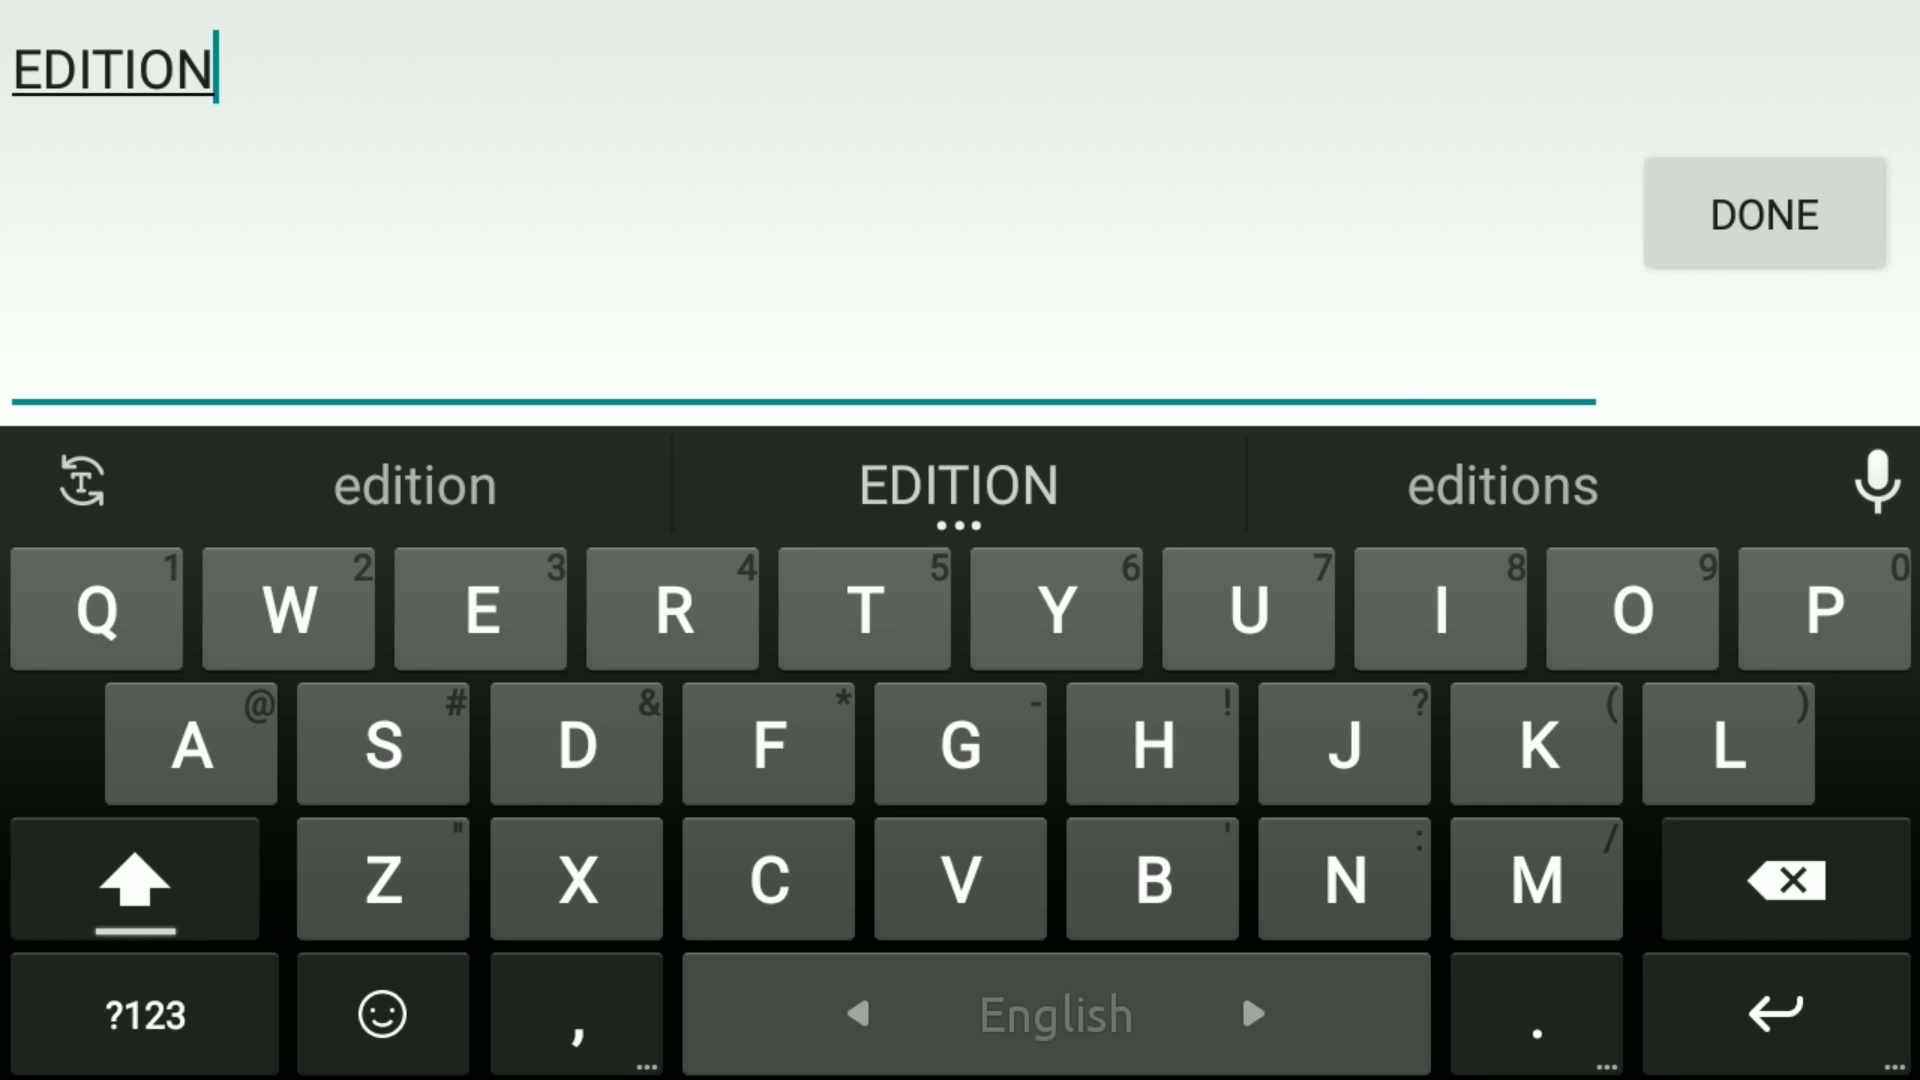 EDITION
DONE
edition EDITION editions
1 2 3 4 5 6 7 8 9 0
Q W E R T Y U I O P
@ # & * - ! ? ( )
A S D F G H J K L
" ' : /
Z X C V B N M
?123 , English .